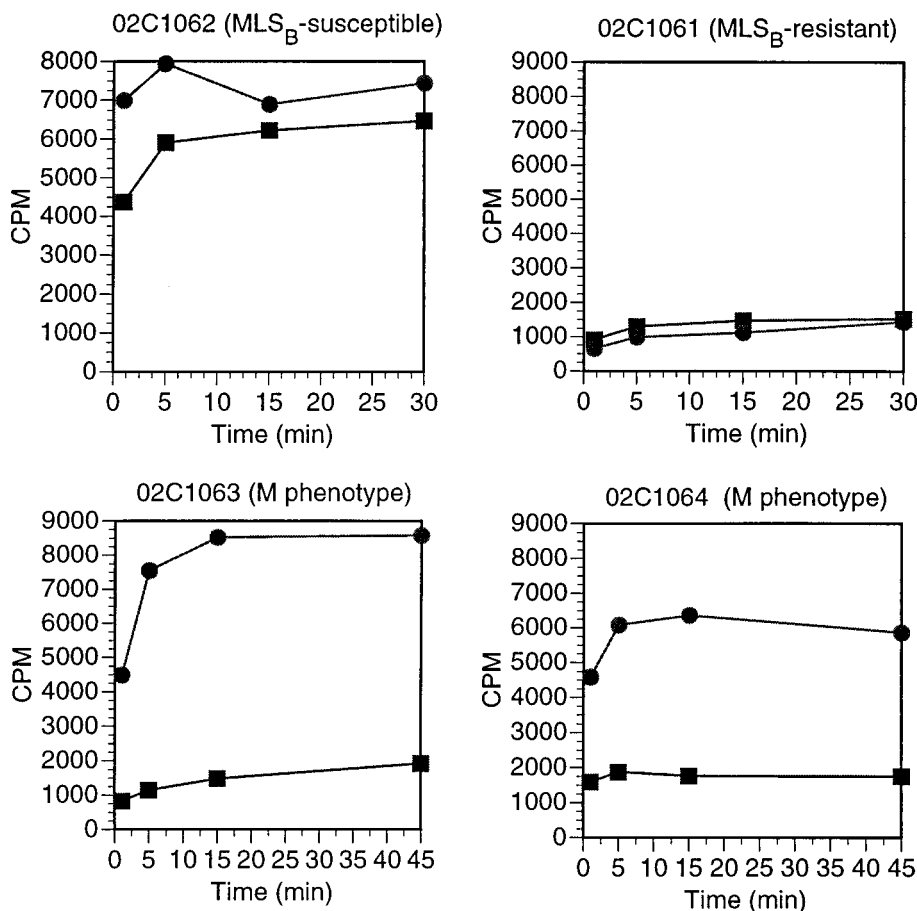 02C1062 (MLSB-susceptible)
8000
7000
6000
5000
4000
3000
2000
1000
0
CPM
0 5 10 15 20 25 30
Time (min)
02C1061 (MLSB-resistant)
9000
8000
7000
6000
5000
4000
3000
2000
1000
0
CPM
0 5 10 15 20 25 30
Time (min)
02C1063 (M phenotype)
9000
8000
7000
6000
5000
4000
3000
2000
1000
0
CPM
0 5 10 15 20 25 30 35 40 45
Time (min)
02C1064 (M phenotype)
9000
8000
7000
6000
5000
4000
3000
2000
1000
0
CPM
0 5 10 15 20 25 30 35 40 45
Time (min)